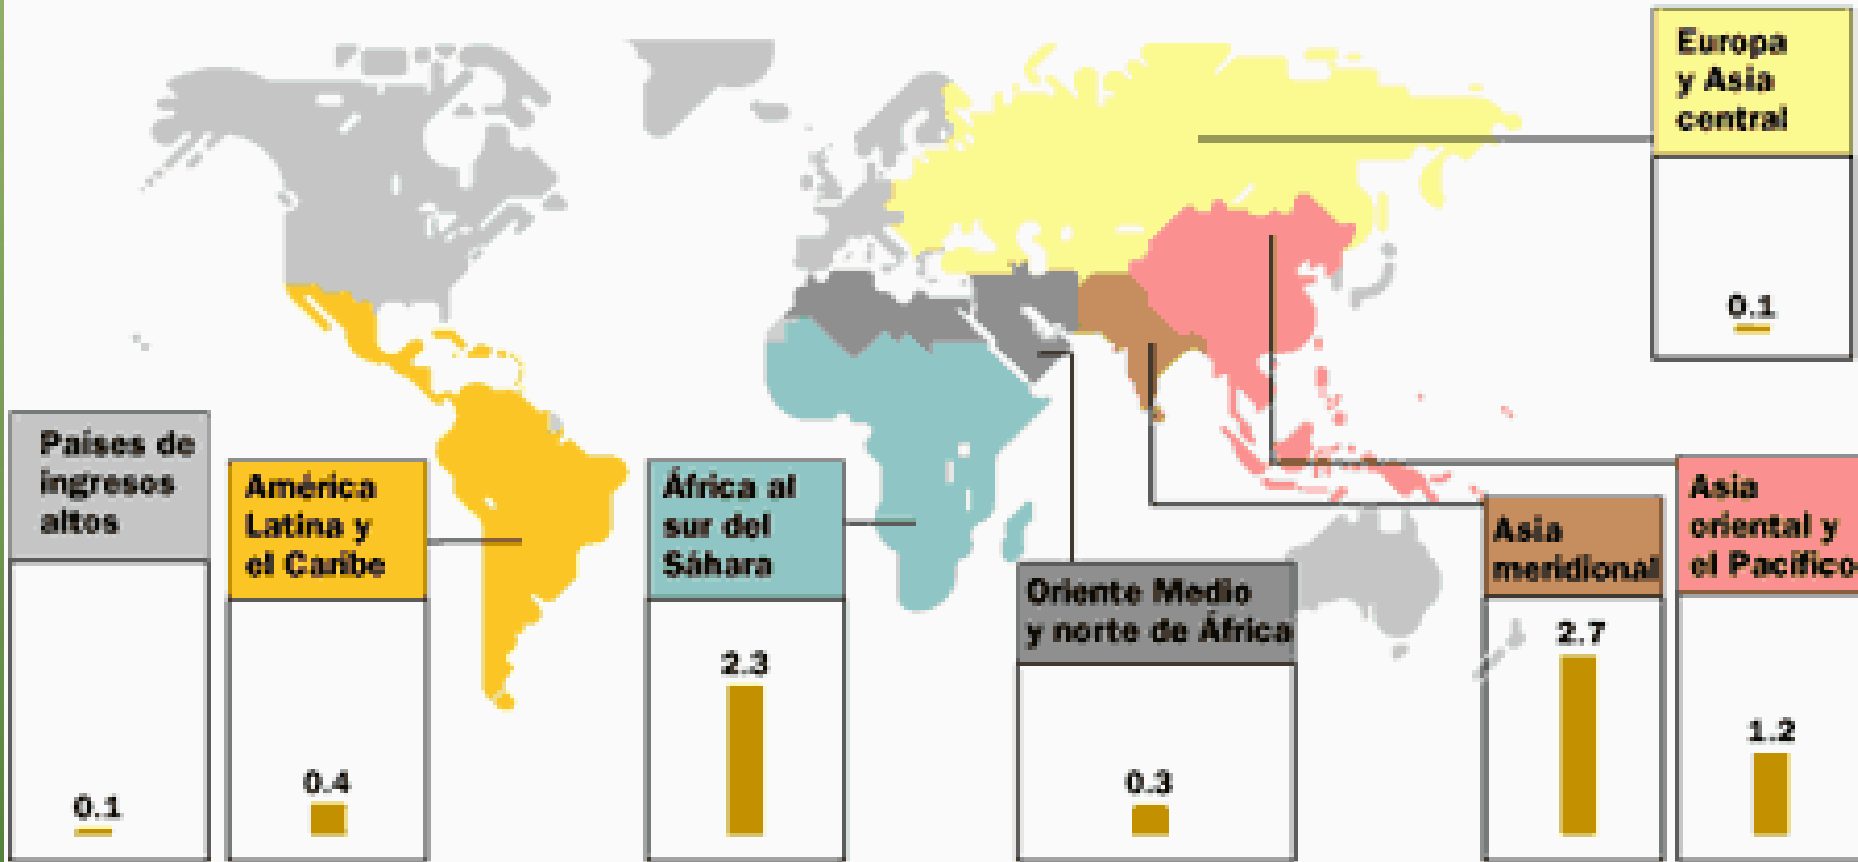 Europa
y Asia
central
0.1
Países de
ingresos
altos
0.1
América
Latina y
el Caribe
0.4
África al
sur del
Sáhara
2.3
Oriente Medio
y norte de África
0.3
Asia
meridional
2.7
Asia
oriental y
el Pacífico
1.2